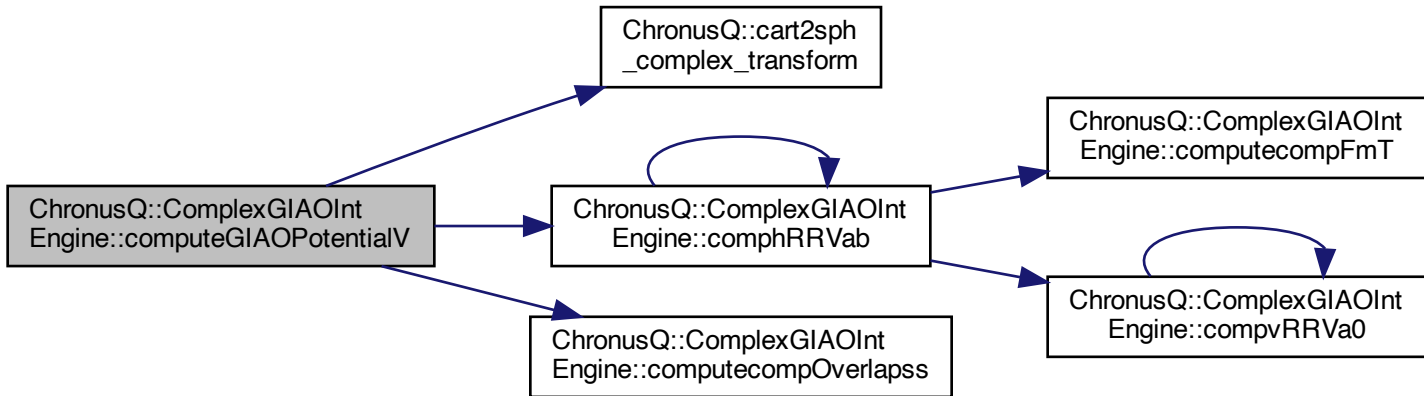 ChronusQ::cart2sph
_complex_transform
ChronusQ::ComplexGIAOInt
Engine::computecompFmT
ChronusQ::ComplexGIAOInt
Engine::computeGIAOPotentialV
ChronusQ::ComplexGIAOInt
Engine::comphRRVab
ChronusQ::ComplexGIAOInt
Engine::compvRRVa0
ChronusQ::ComplexGIAOInt
Engine::computecompOverlapss